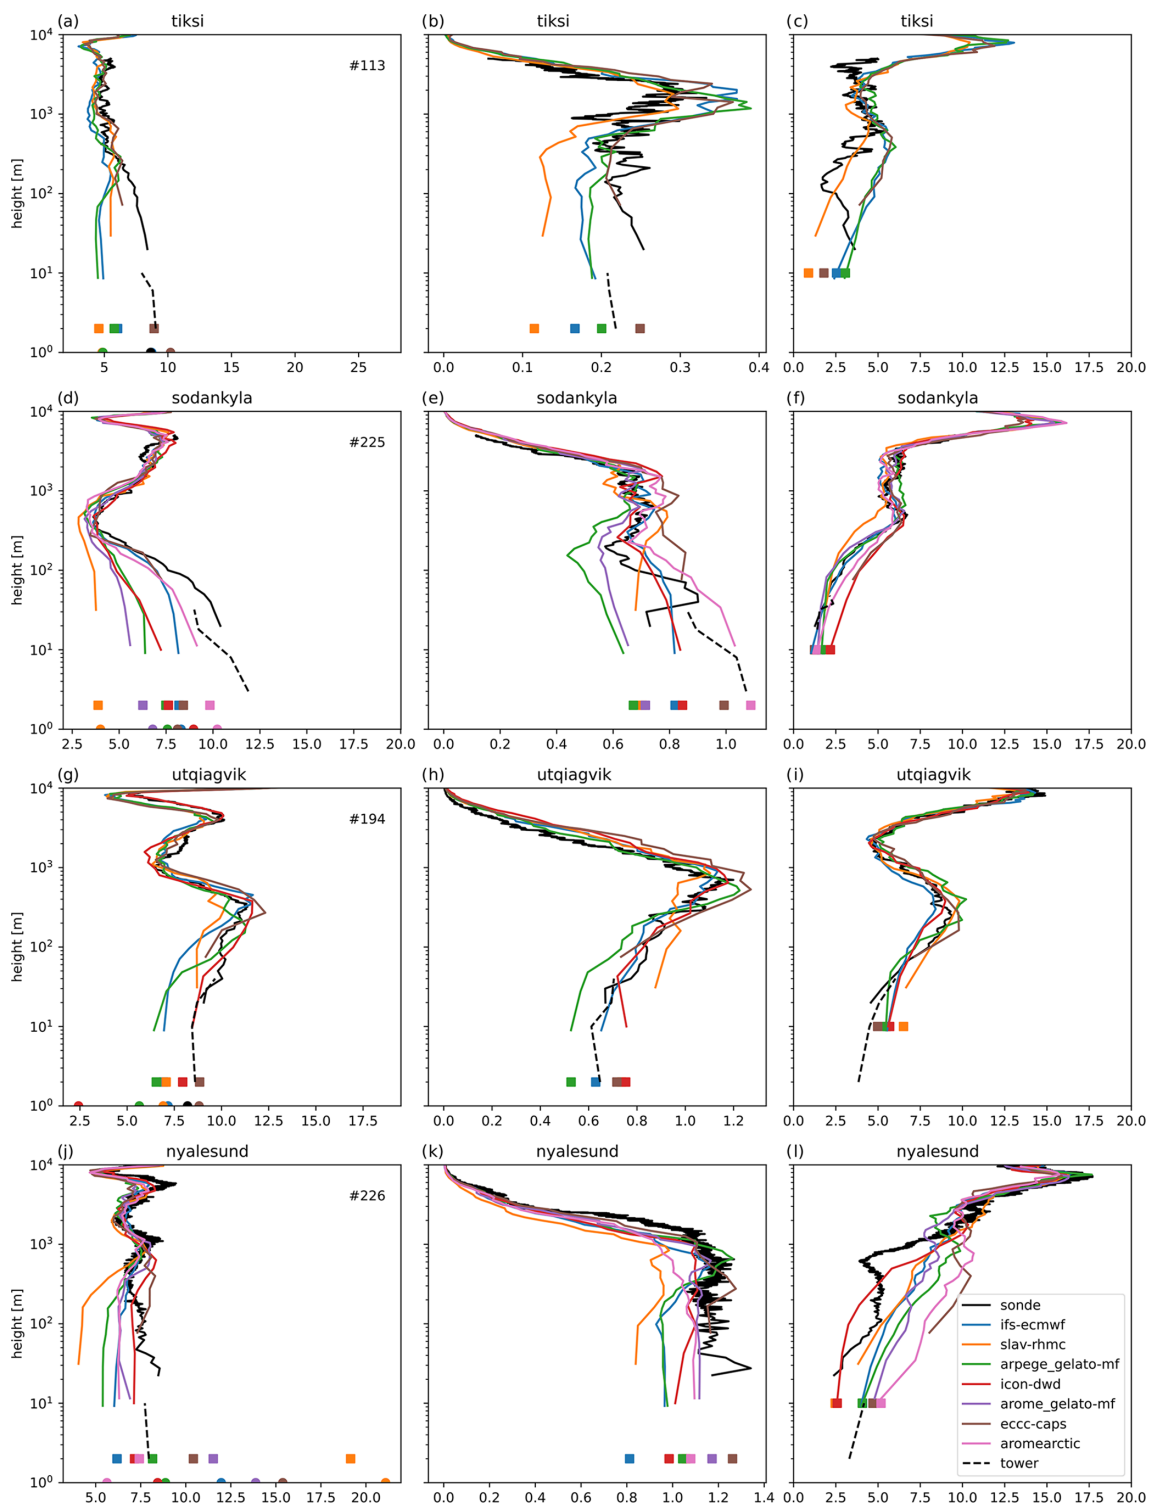 (a) tiksi (b) tiksi (c) tiksi
#113
height [m]
10⁴
10³
10²
10¹
10⁰
5 10 15 20 25
0.0 0.1 0.2 0.3 0.4
0.0 2.5 5.0 7.5 10.0 12.5 15.0 17.5 20.0
(d) sodankyla (e) sodankyla (f) sodankyla
#225
height [m]
10⁴
10³
10²
10¹
10⁰
2.5 5.0 7.5 10.0 12.5 15.0 17.5 20.0
0.0 0.2 0.4 0.6 0.8 1.0
0.0 2.5 5.0 7.5 10.0 12.5 15.0 17.5 20.0
(g) utqiagvik (h) utqiagvik (i) utqiagvik
#194
height [m]
10⁴
10³
10²
10¹
10⁰
2.5 5.0 7.5 10.0 12.5 15.0 17.5
0.0 0.2 0.4 0.6 0.8 1.0 1.2
0.0 2.5 5.0 7.5 10.0 12.5 15.0 17.5 20.0
(j) nyalesund (k) nyalesund (l) nyalesund
#226
height [m]
10⁴
10³
10²
10¹
10⁰
5.0 7.5 10.0 12.5 15.0 17.5 20.0
0.0 0.2 0.4 0.6 0.8 1.0 1.2 1.4
0.0 2.5 5.0 7.5 10.0 12.5 15.0 17.5 20.0
sonde
ifs-ecmwf
slav-rhmc
arpege_gelato-mf
icon-dwd
arome_gelato-mf
eccc-caps
aromearctic
tower